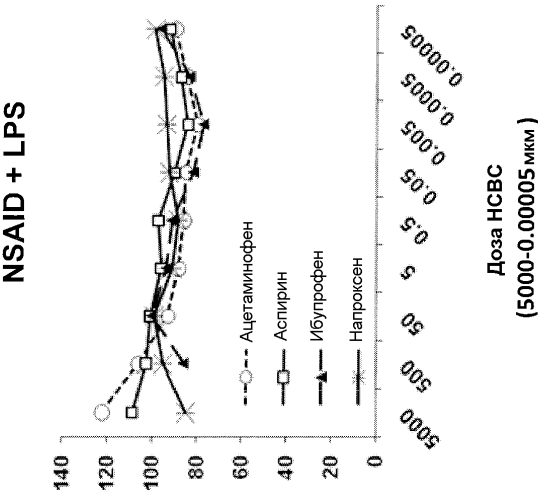 NSAID + LPS
140
120
100
80
60
40
20
0
5000
500
50
5
0.5
0.05
0.005
0.0005
0.00005
Ацетаминофен
Аспирин
Ибупрофен
Напроксен
Доза НСВС
(5000-0.00005 мкм )